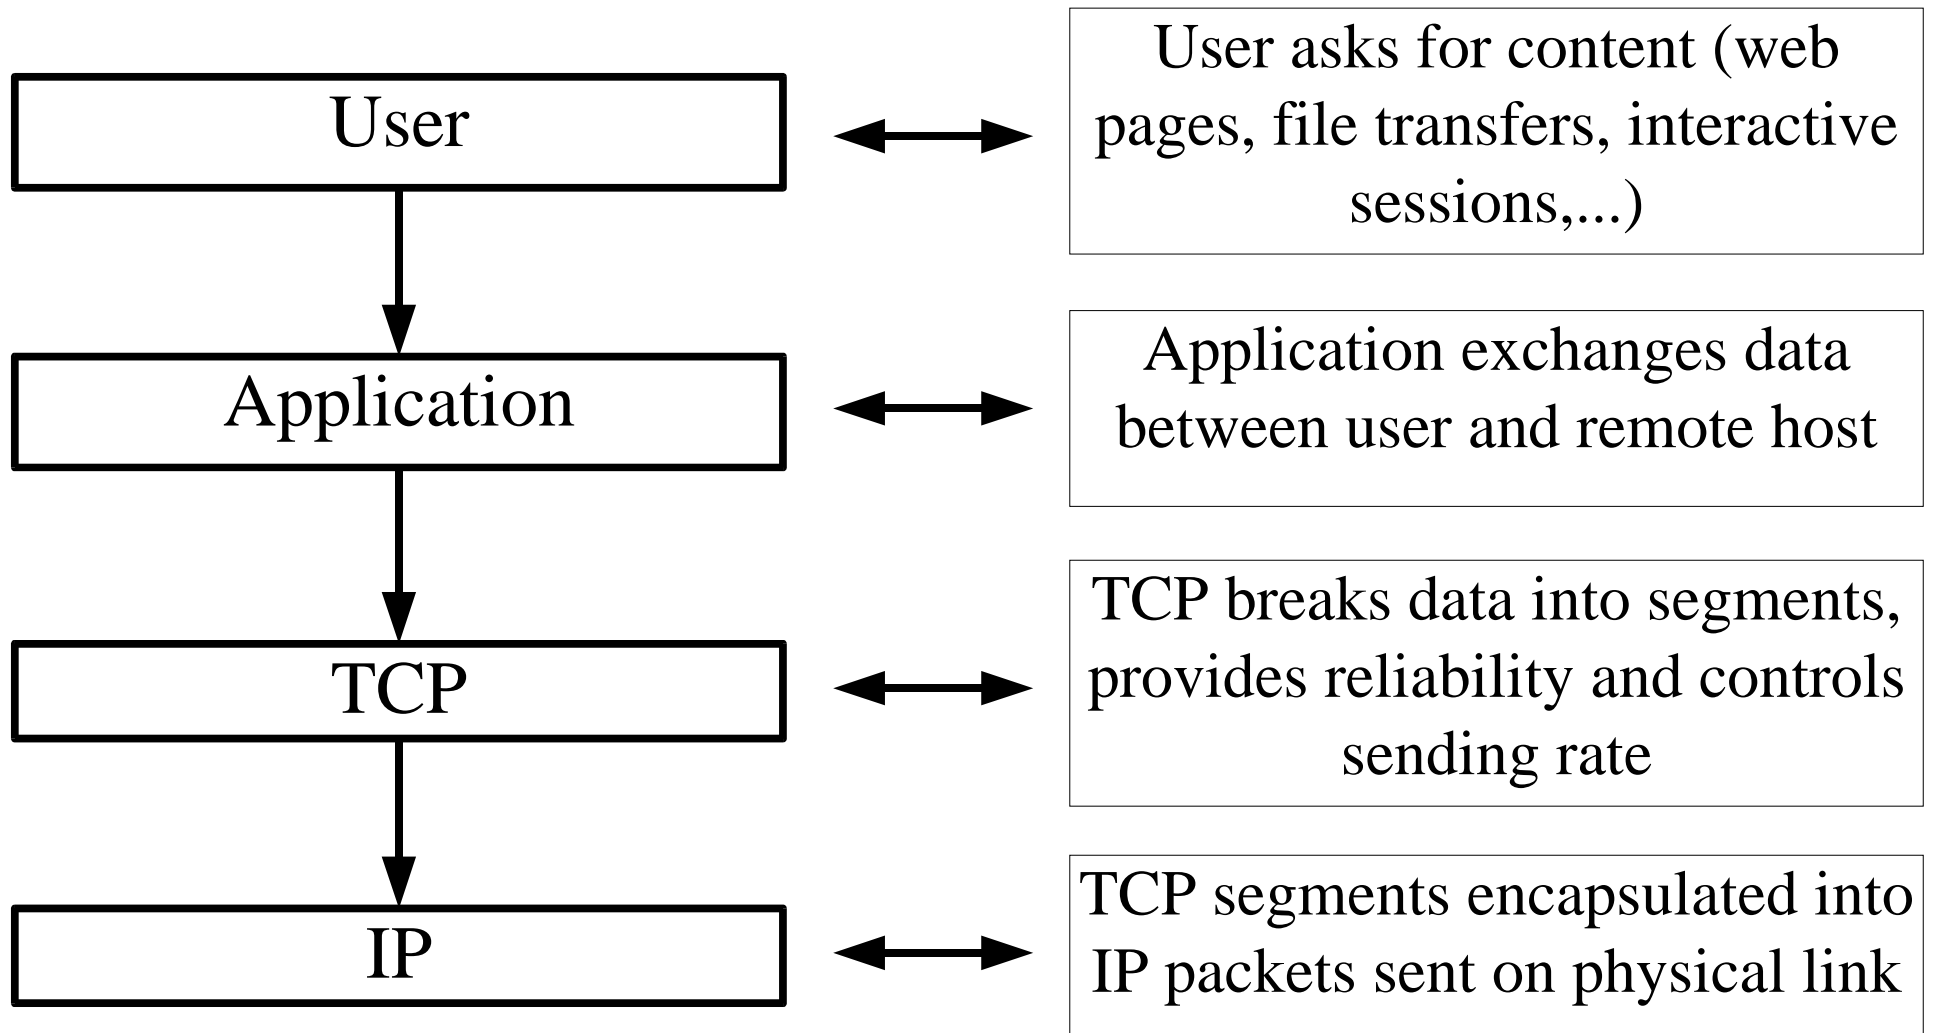 User
User asks for content (web
pages, file transfers, interactive
sessions,...)
Application
Application exchanges data
between user and remote host
TCP
TCP breaks data into segments,
provides reliability and controls
sending rate
IP
TCP segments encapsulated into
IP packets sent on physical link